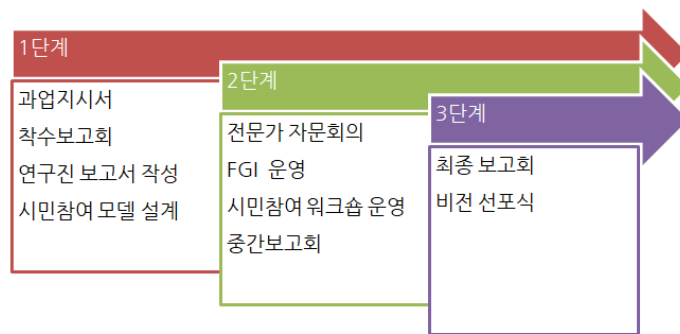 1단계
과업지시서
착수보고회
연구진 보고서 작성
시민참여 모델 설계
2단계
전문가 자문회의
FGI 운영
시민참여 워크숍 운영
중간보고회
3단계
최종 보고회
비전 선포식